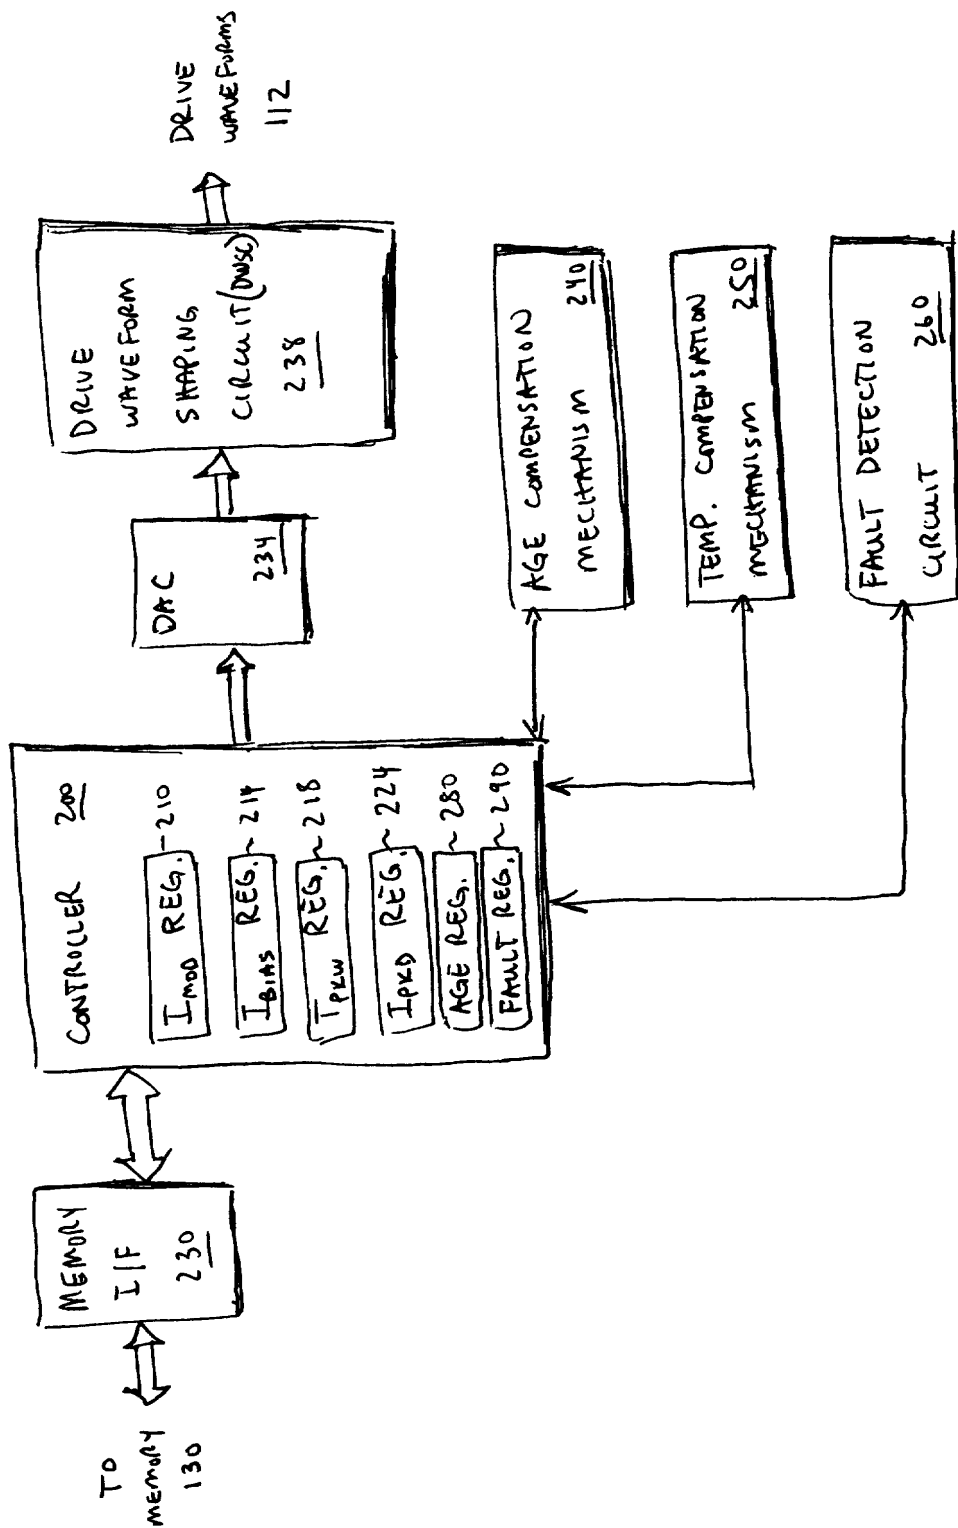 TO
MEMORY
130
MEMORY
I/F
230
CONTROLLER 200
IMOD REG. ~210
IBIAS REG. ~214
TPKW REG. ~218
IPKD REG. ~224
AGE REG. ~280
FAULT REG. ~290
DAC
234
DRIVE
WAVEFORM
SHAPING
CIRCUIT (DWSC)
238
DRIVE
WAVEFORMS
112
AGE COMPENSATION
MECHANISM 240
TEMP. COMPENSATION
MECHANISM 250
FAULT DETECTION
CIRCUIT 260